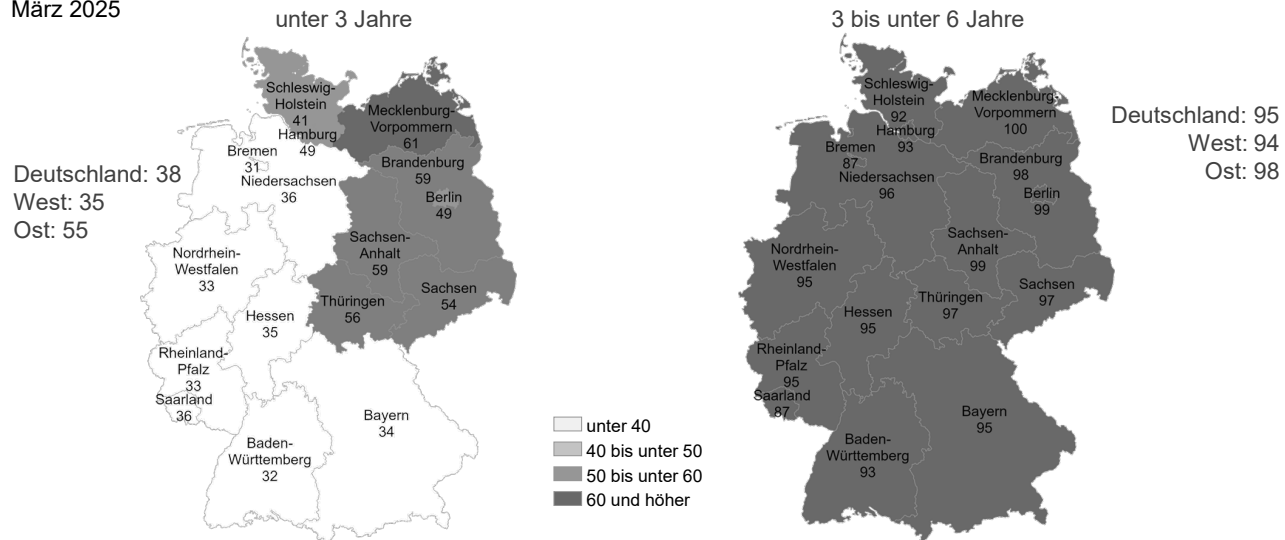 März 2025
unter 3 Jahre
Schleswig-
Holstein
41
Hamburg
49
Mecklenburg-
Vorpommern
61
Bremen
31
Niedersachsen
36
Brandenburg
59
Berlin
49
Deutschland: 38
West: 35
Ost: 55
Sachsen-
Anhalt
59
Nordrhein-
Westfalen
33
Sachsen
54
Thüringen
56
Hessen
35
Rheinland-
Pfalz
33
Saarland
36
Bayern
34
Baden-
Württemberg
32
unter 40
40 bis unter 50
50 bis unter 60
60 und höher
3 bis unter 6 Jahre
Schleswig-
Holstein
92
Hamburg
93
Mecklenburg-
Vorpommern
100
Bremen
87
Niedersachsen
96
Brandenburg
98
Berlin
99
Deutschland: 95
West: 94
Ost: 98
Sachsen-
Anhalt
99
Nordrhein-
Westfalen
95
Sachsen
97
Thüringen
97
Hessen
95
Rheinland-
Pfalz
95
Saarland
87
Bayern
95
Baden-
Württemberg
93